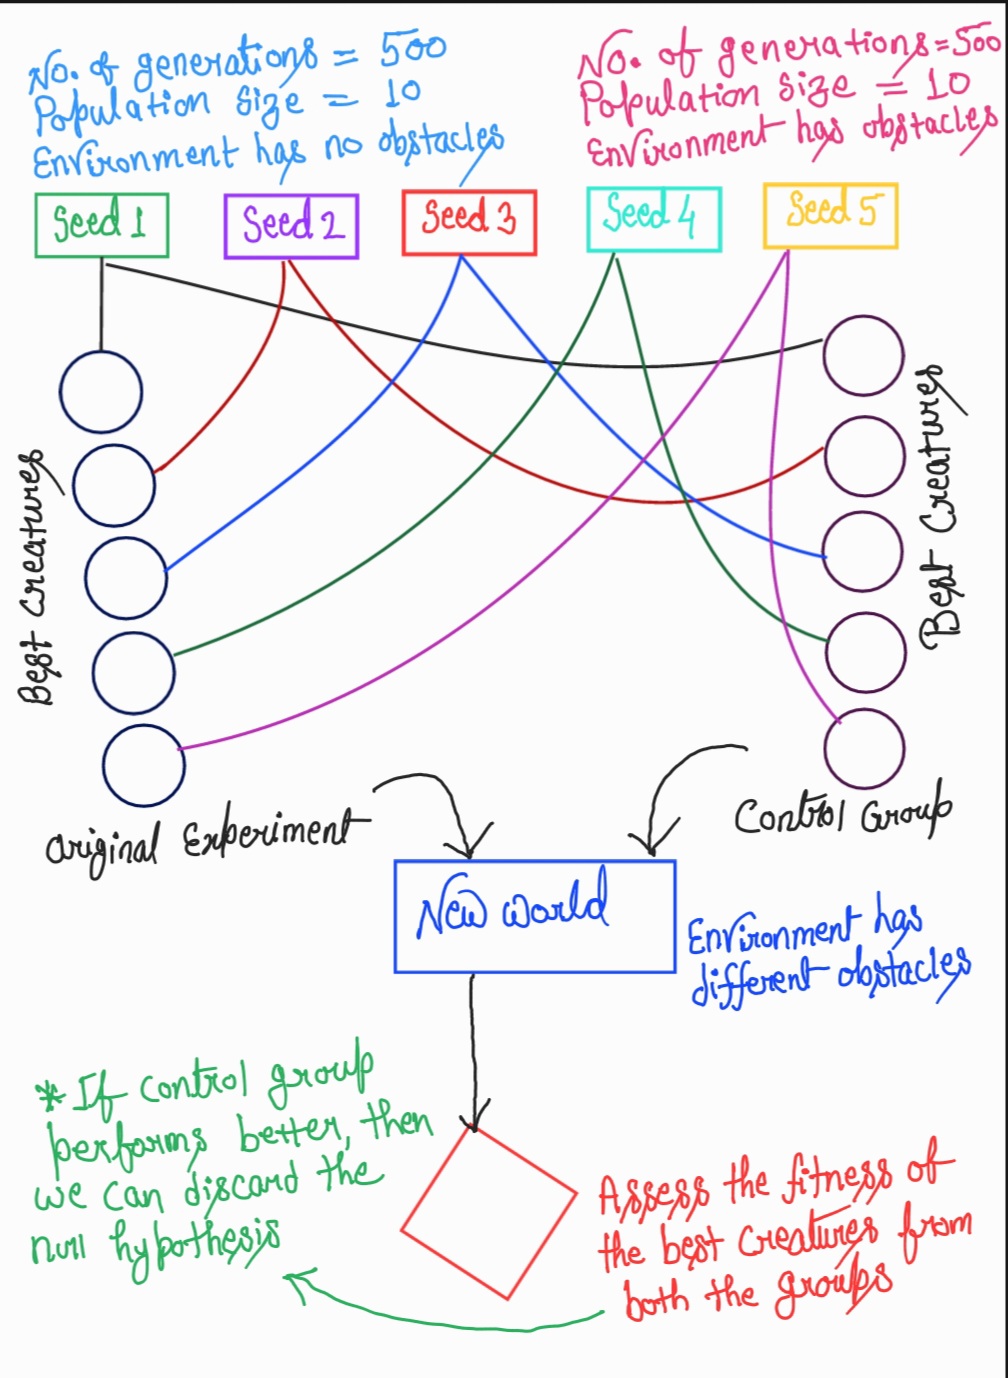 No. of generations = 500
Population size = 10
Environment has no obstacles
No. of generations = 500
Population size = 10
Environment has obstacles
Seed 1
Seed 2
Seed 3
Seed 4
Seed 5
Best Creatures
Best Creatures
Original Experiment
Control Group
New World
Environment has
different obstacles
* If control group
performs better, then
we can discard the
null hypothesis
Assess the fitness of
the best creatures from
both the groups